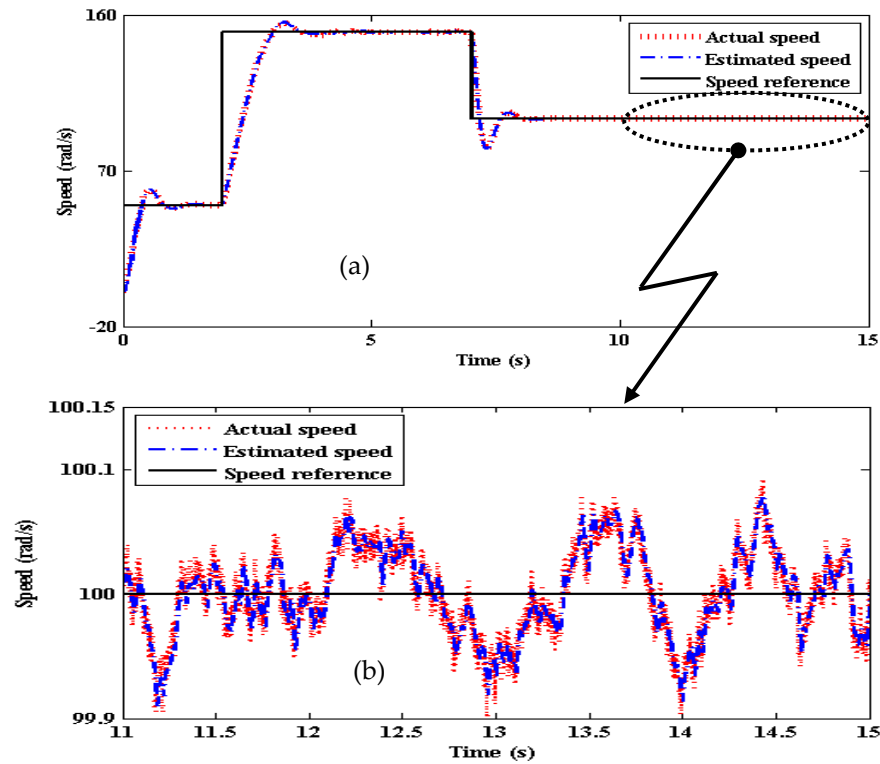 160
70
-20
Speed (rad/s)
Actual speed
Estimated speed
Speed reference
(a)
0
5
10
15
Time (s)
100.15
100.1
100
99.9
Speed (rad/s)
Actual speed
Estimated speed
Speed reference
(b)
11
11.5
12
12.5
13
13.5
14
14.5
15
Time (s)